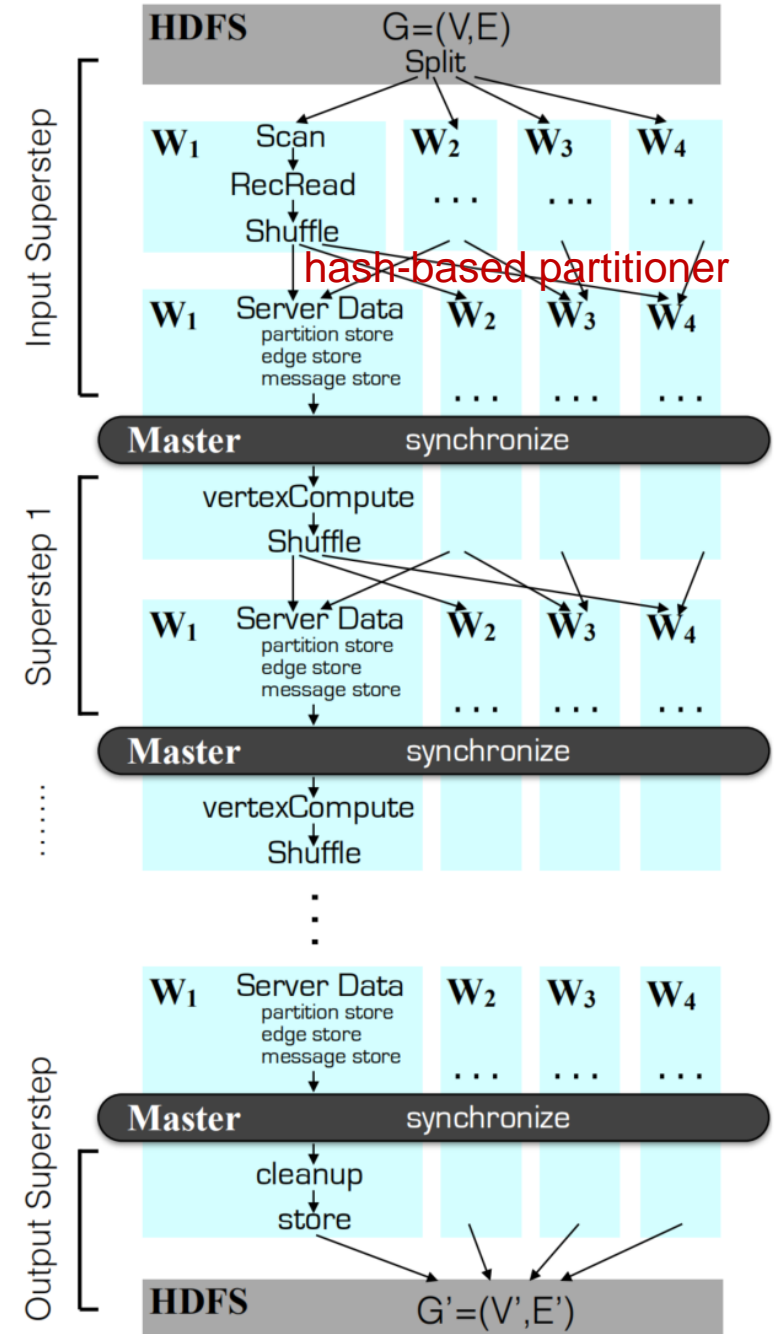 HDFS G=(V,E)
Split
Input Superstep
W1 Scan W2 W3 W4
RecRead
... ... ...
Shuffle
hash-based partitioner
W1 Server Data W2 W3 W4
partition store
edge store
message store
... ... ...
Master synchronize
Superstep 1
vertexCompute
Shuffle
W1 Server Data W2 W3 W4
partition store
edge store
message store
... ... ...
Master synchronize
........
vertexCompute
Shuffle
...
W1 Server Data W2 W3 W4
partition store
edge store
message store
... ... ...
Master synchronize
Output Superstep
cleanup
store
HDFS G'=(V',E')